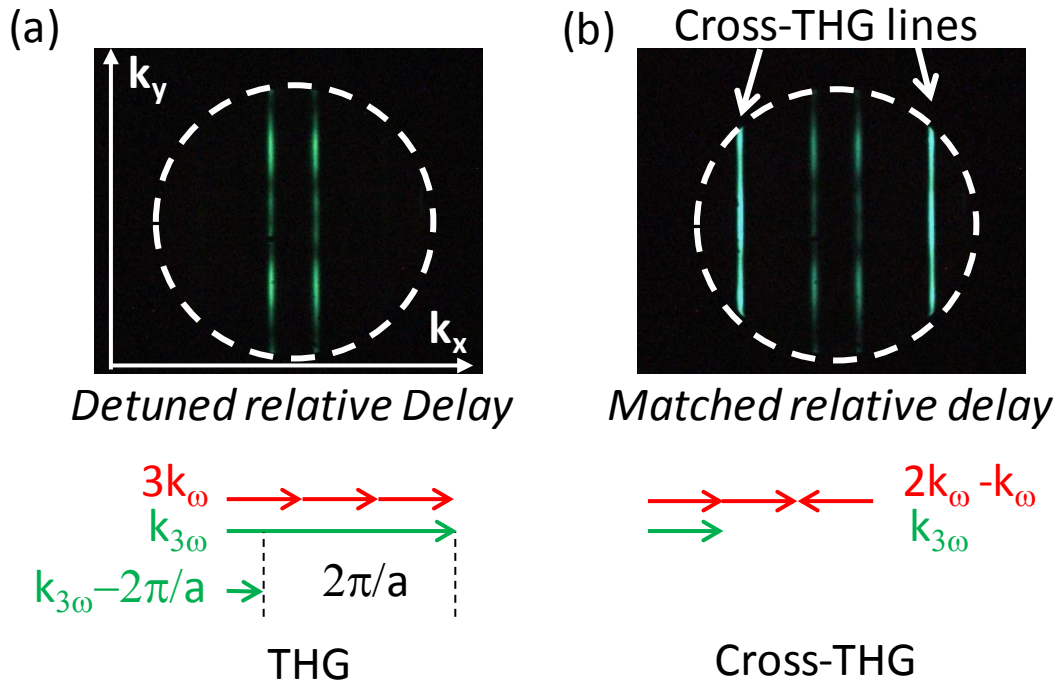 (a)
k_y
k_x
Detuned relative Delay
3k_ω
k_3ω
k_3ω−2π/a
2π/a
THG
(b)
Cross-THG lines
Matched relative delay
2k_ω -k_ω
k_3ω
Cross-THG